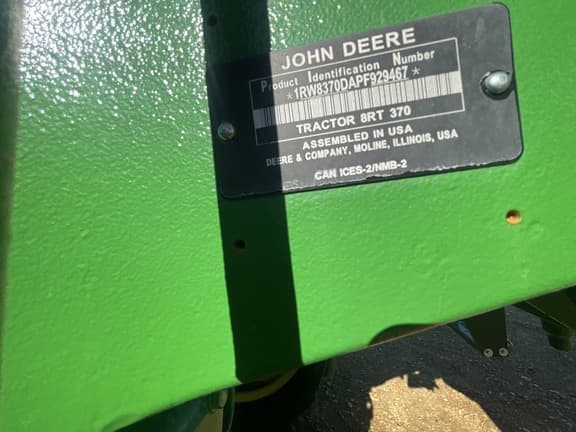 JOHN DEERE
Product Identification Number
*1RW8370DAPF929467*
TRACTOR 8RT 370
ASSEMBLED IN USA
DEERE & COMPANY, MOLINE, ILLINOIS, USA
CAN ICES-2/NMB-2